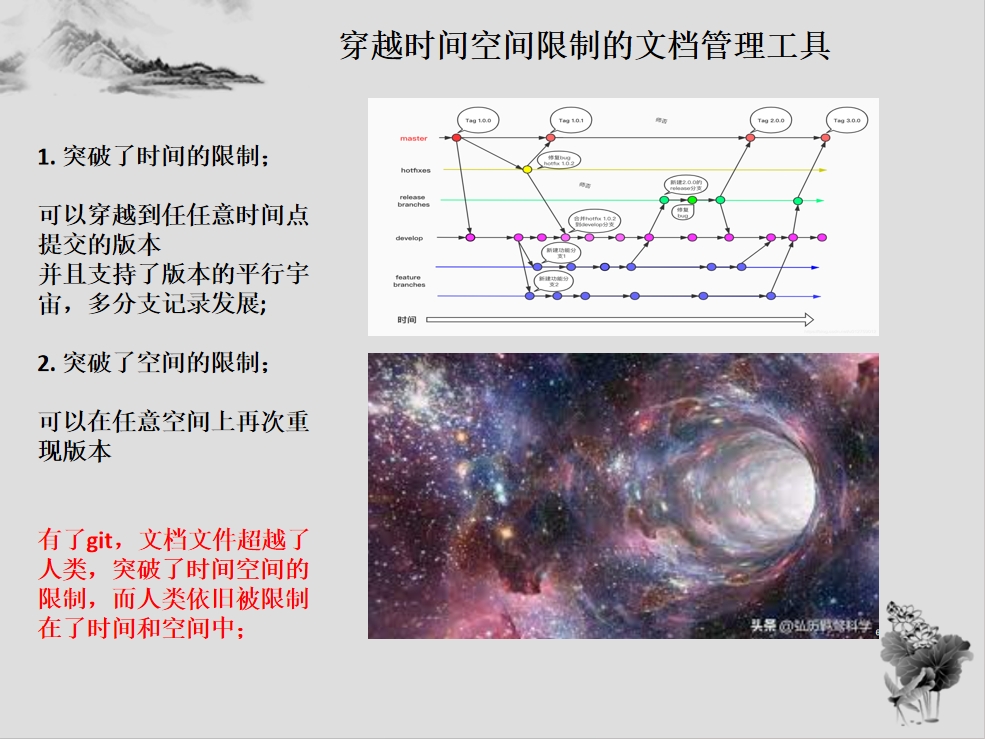 穿越时间空间限制的文档管理工具
1. 突破了时间的限制；
可以穿越到任任意时间点
提交的版本
并且支持了版本的平行宇
宙，多分支记录发展;
2. 突破了空间的限制；
可以在任意空间上再次重
现版本
有了git，文档文件超越了
人类，突破了时间空间的
限制，而人类依旧被限制
在了时间和空间中；
Tag 1.0.0
Tag 1.0.1
Tag 2.0.0
Tag 3.0.0
master
修复bug
hotfix 1.0.2
hotfixes
新建2.0.0的
release分支
release
branches
修复
bug
合并hotfix 1.0.2
到develop分支
develop
新建功能分
支1
feature
branches
新建功能分
支2
时间
头条 @弘历野鹤科学
6